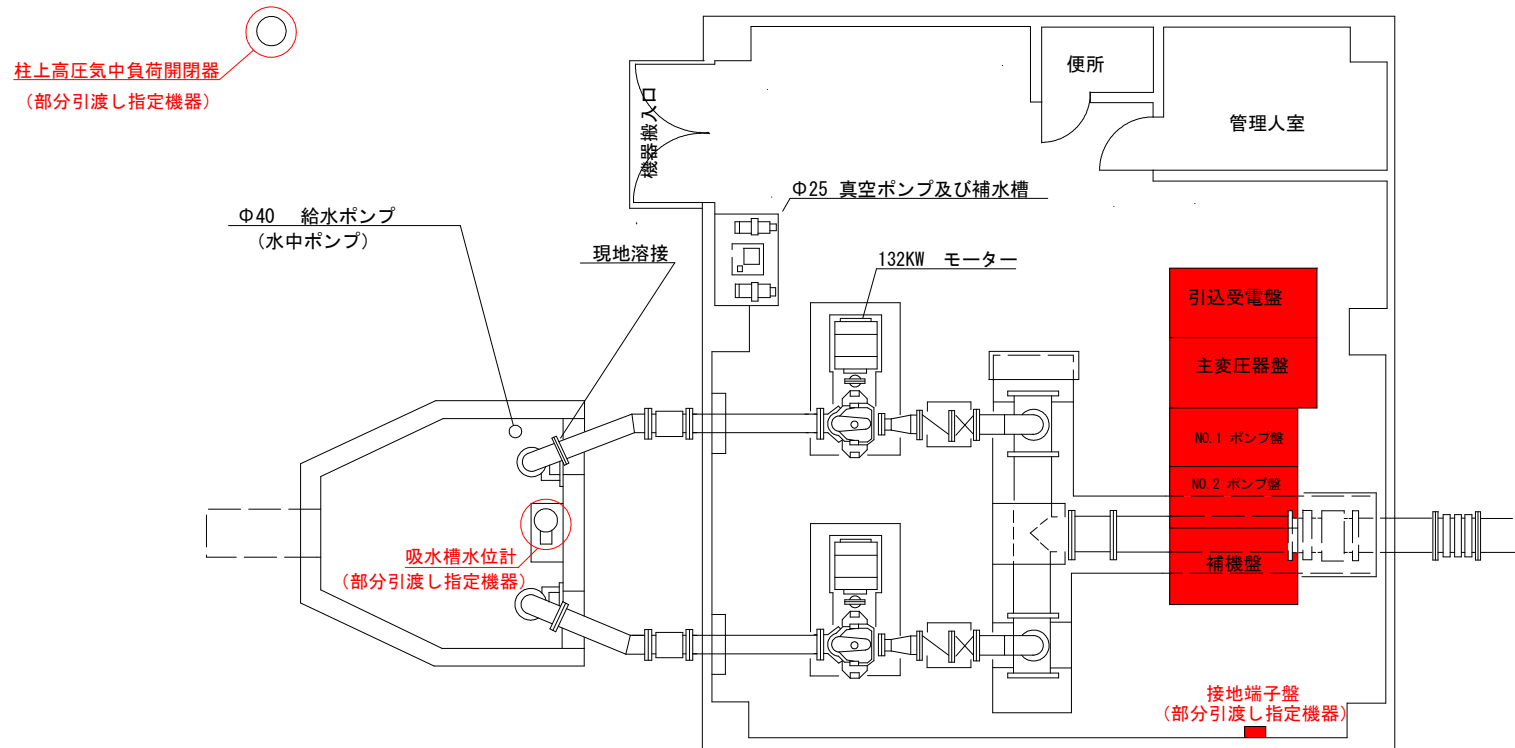 柱上高圧気中負荷開閉器
(部分引渡し指定機器)
便所
管理人室
機器搬入口
Φ25 真空ポンプ及び補水槽
Φ40 給水ポンプ
(水中ポンプ)
現地溶接
132KW モーター
引込受電盤
主変圧器盤
NO.1 ポンプ盤
NO.2 ポンプ盤
補機盤
吸水槽水位計
(部分引渡し指定機器)
接地端子盤
(部分引渡し指定機器)